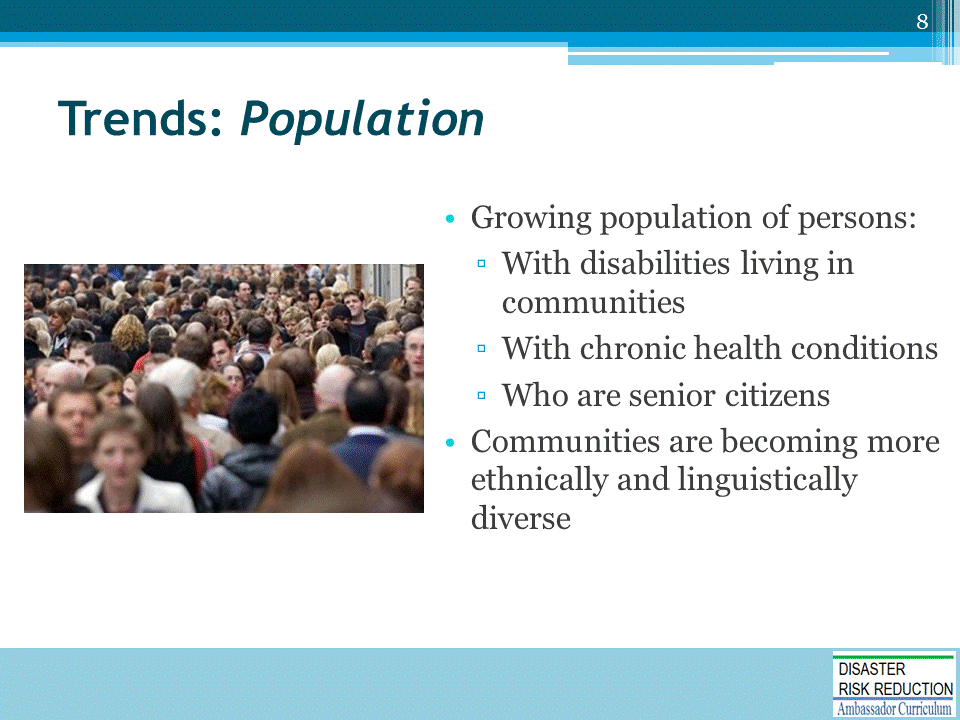 8
Trends: Population
• Growing population of persons:
▫ With disabilities living in
communities
▫ With chronic health conditions
▫ Who are senior citizens
• Communities are becoming more
ethnically and linguistically
diverse
DISASTER
RISK REDUCTION
Ambassador Curriculum